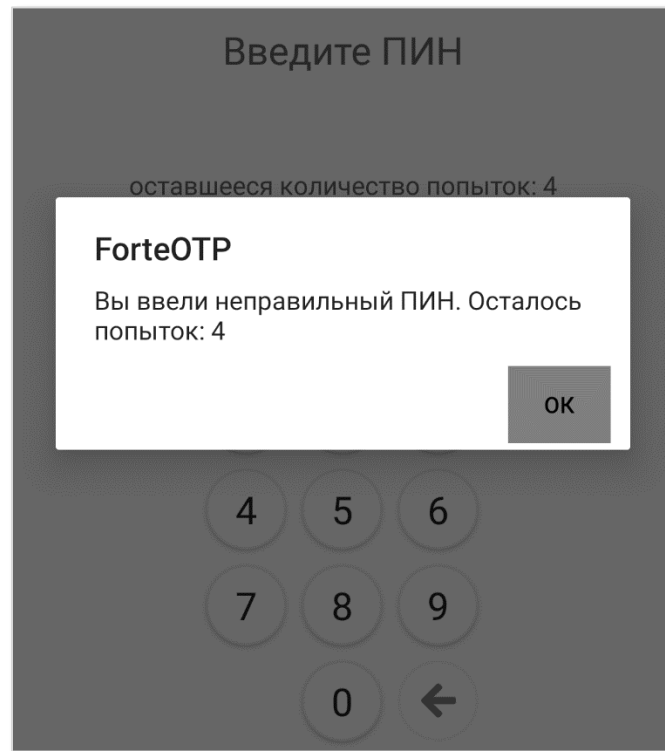 Введите ПИН
оставшееся количество попыток: 4
ForteOTP
Вы ввели неправильный ПИН. Осталось
попыток: 4
ОК
4 5 6
7 8 9
0